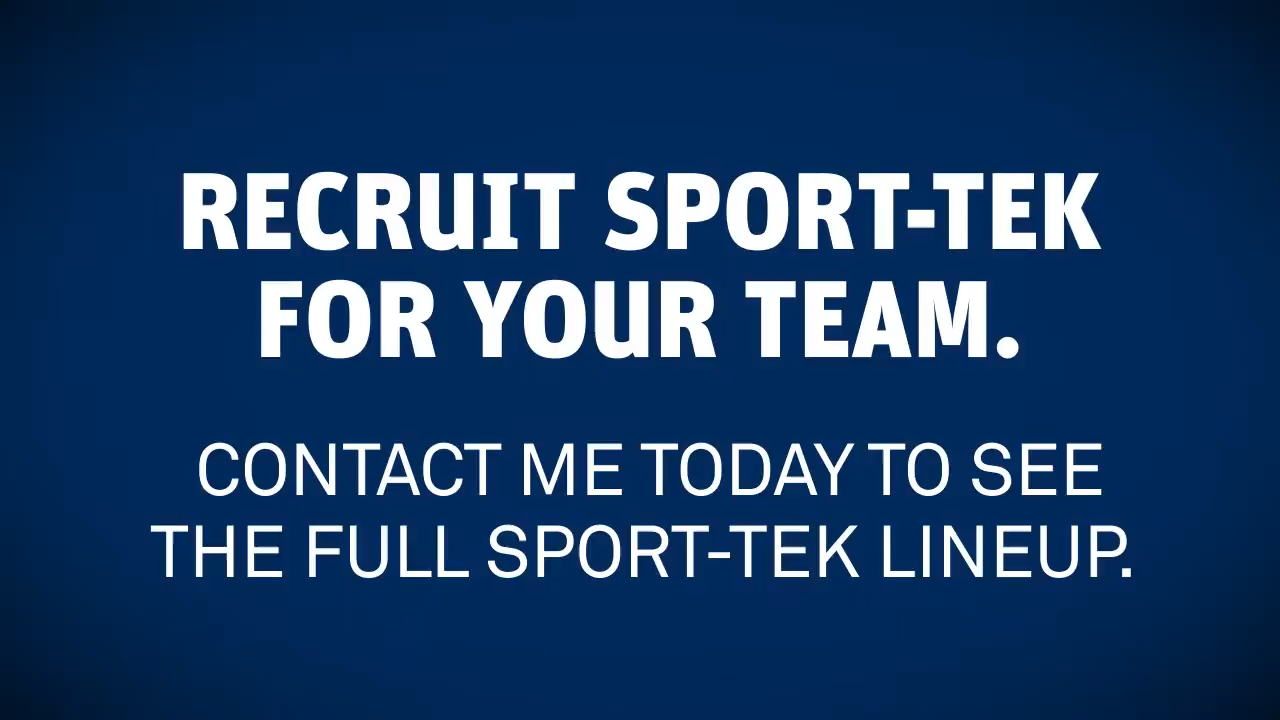 RECRUIT SPORT-TEK
FOR YOUR TEAM.
CONTACT ME TODAY TO SEE
THE FULL SPORT-TEK LINEUP.